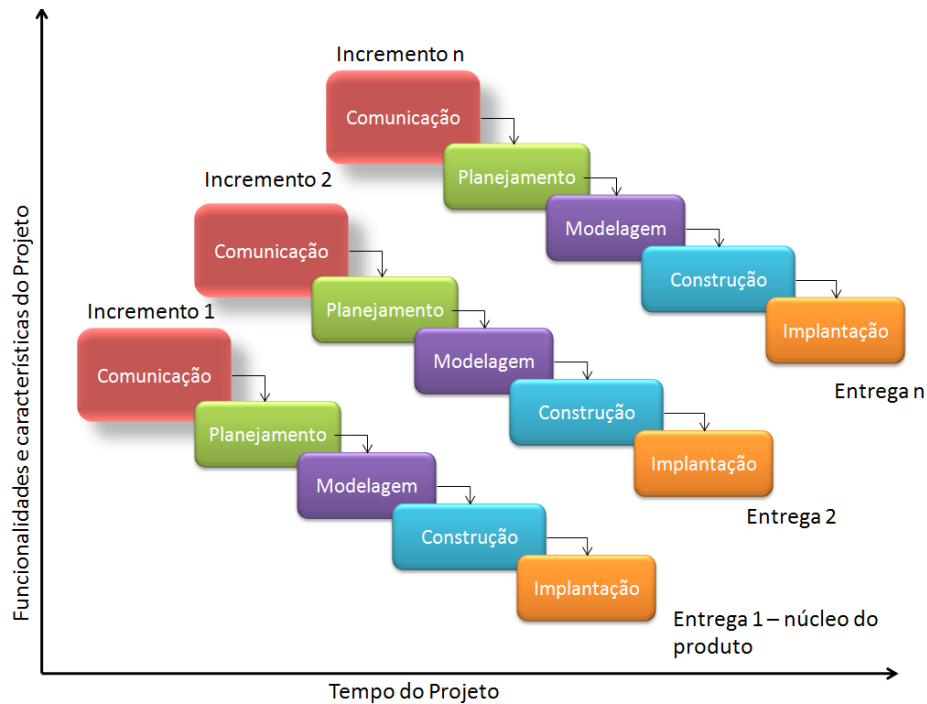 Funcionalidades e características do Projeto
Incremento n
Comunicação
Planejamento
Modelagem
Construção
Implantação
Entrega n
Incremento 2
Comunicação
Planejamento
Modelagem
Construção
Implantação
Entrega 2
Incremento 1
Comunicação
Planejamento
Modelagem
Construção
Implantação
Entrega 1 – núcleo do
produto
Tempo do Projeto